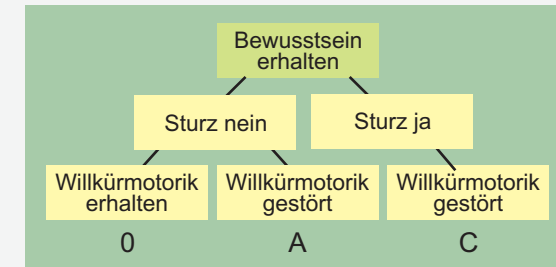 Bewusstsein
erhalten
Sturz nein
Sturz ja
Willkürmotorik
erhalten
Willkürmotorik
gestört
Willkürmotorik
gestört
0
A
C